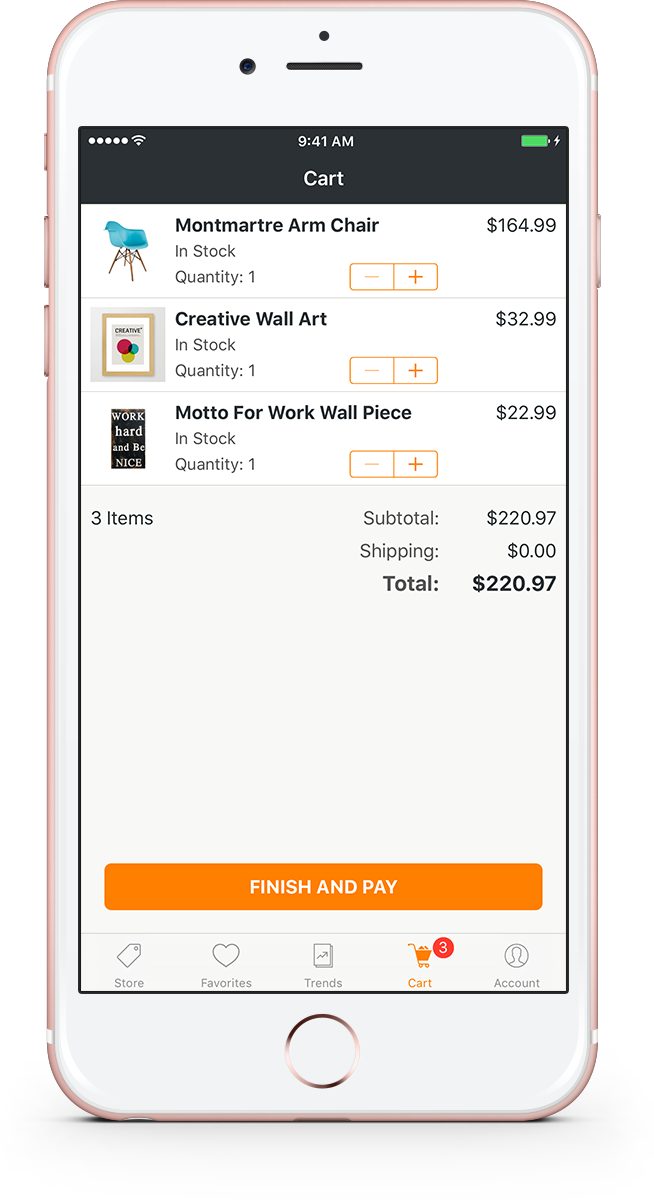 9:41 AM
Cart
Montmartre Arm Chair $164.99
In Stock
Quantity: 1
CREATIVE
Creative Wall Art $32.99
In Stock
Quantity: 1
WORK
hard
and Be
NICE
Motto For Work Wall Piece $22.99
In Stock
Quantity: 1
3 Items Subtotal: $220.97
Shipping: $0.00
Total: $220.97
FINISH AND PAY
3
Store Favorites Trends Cart Account